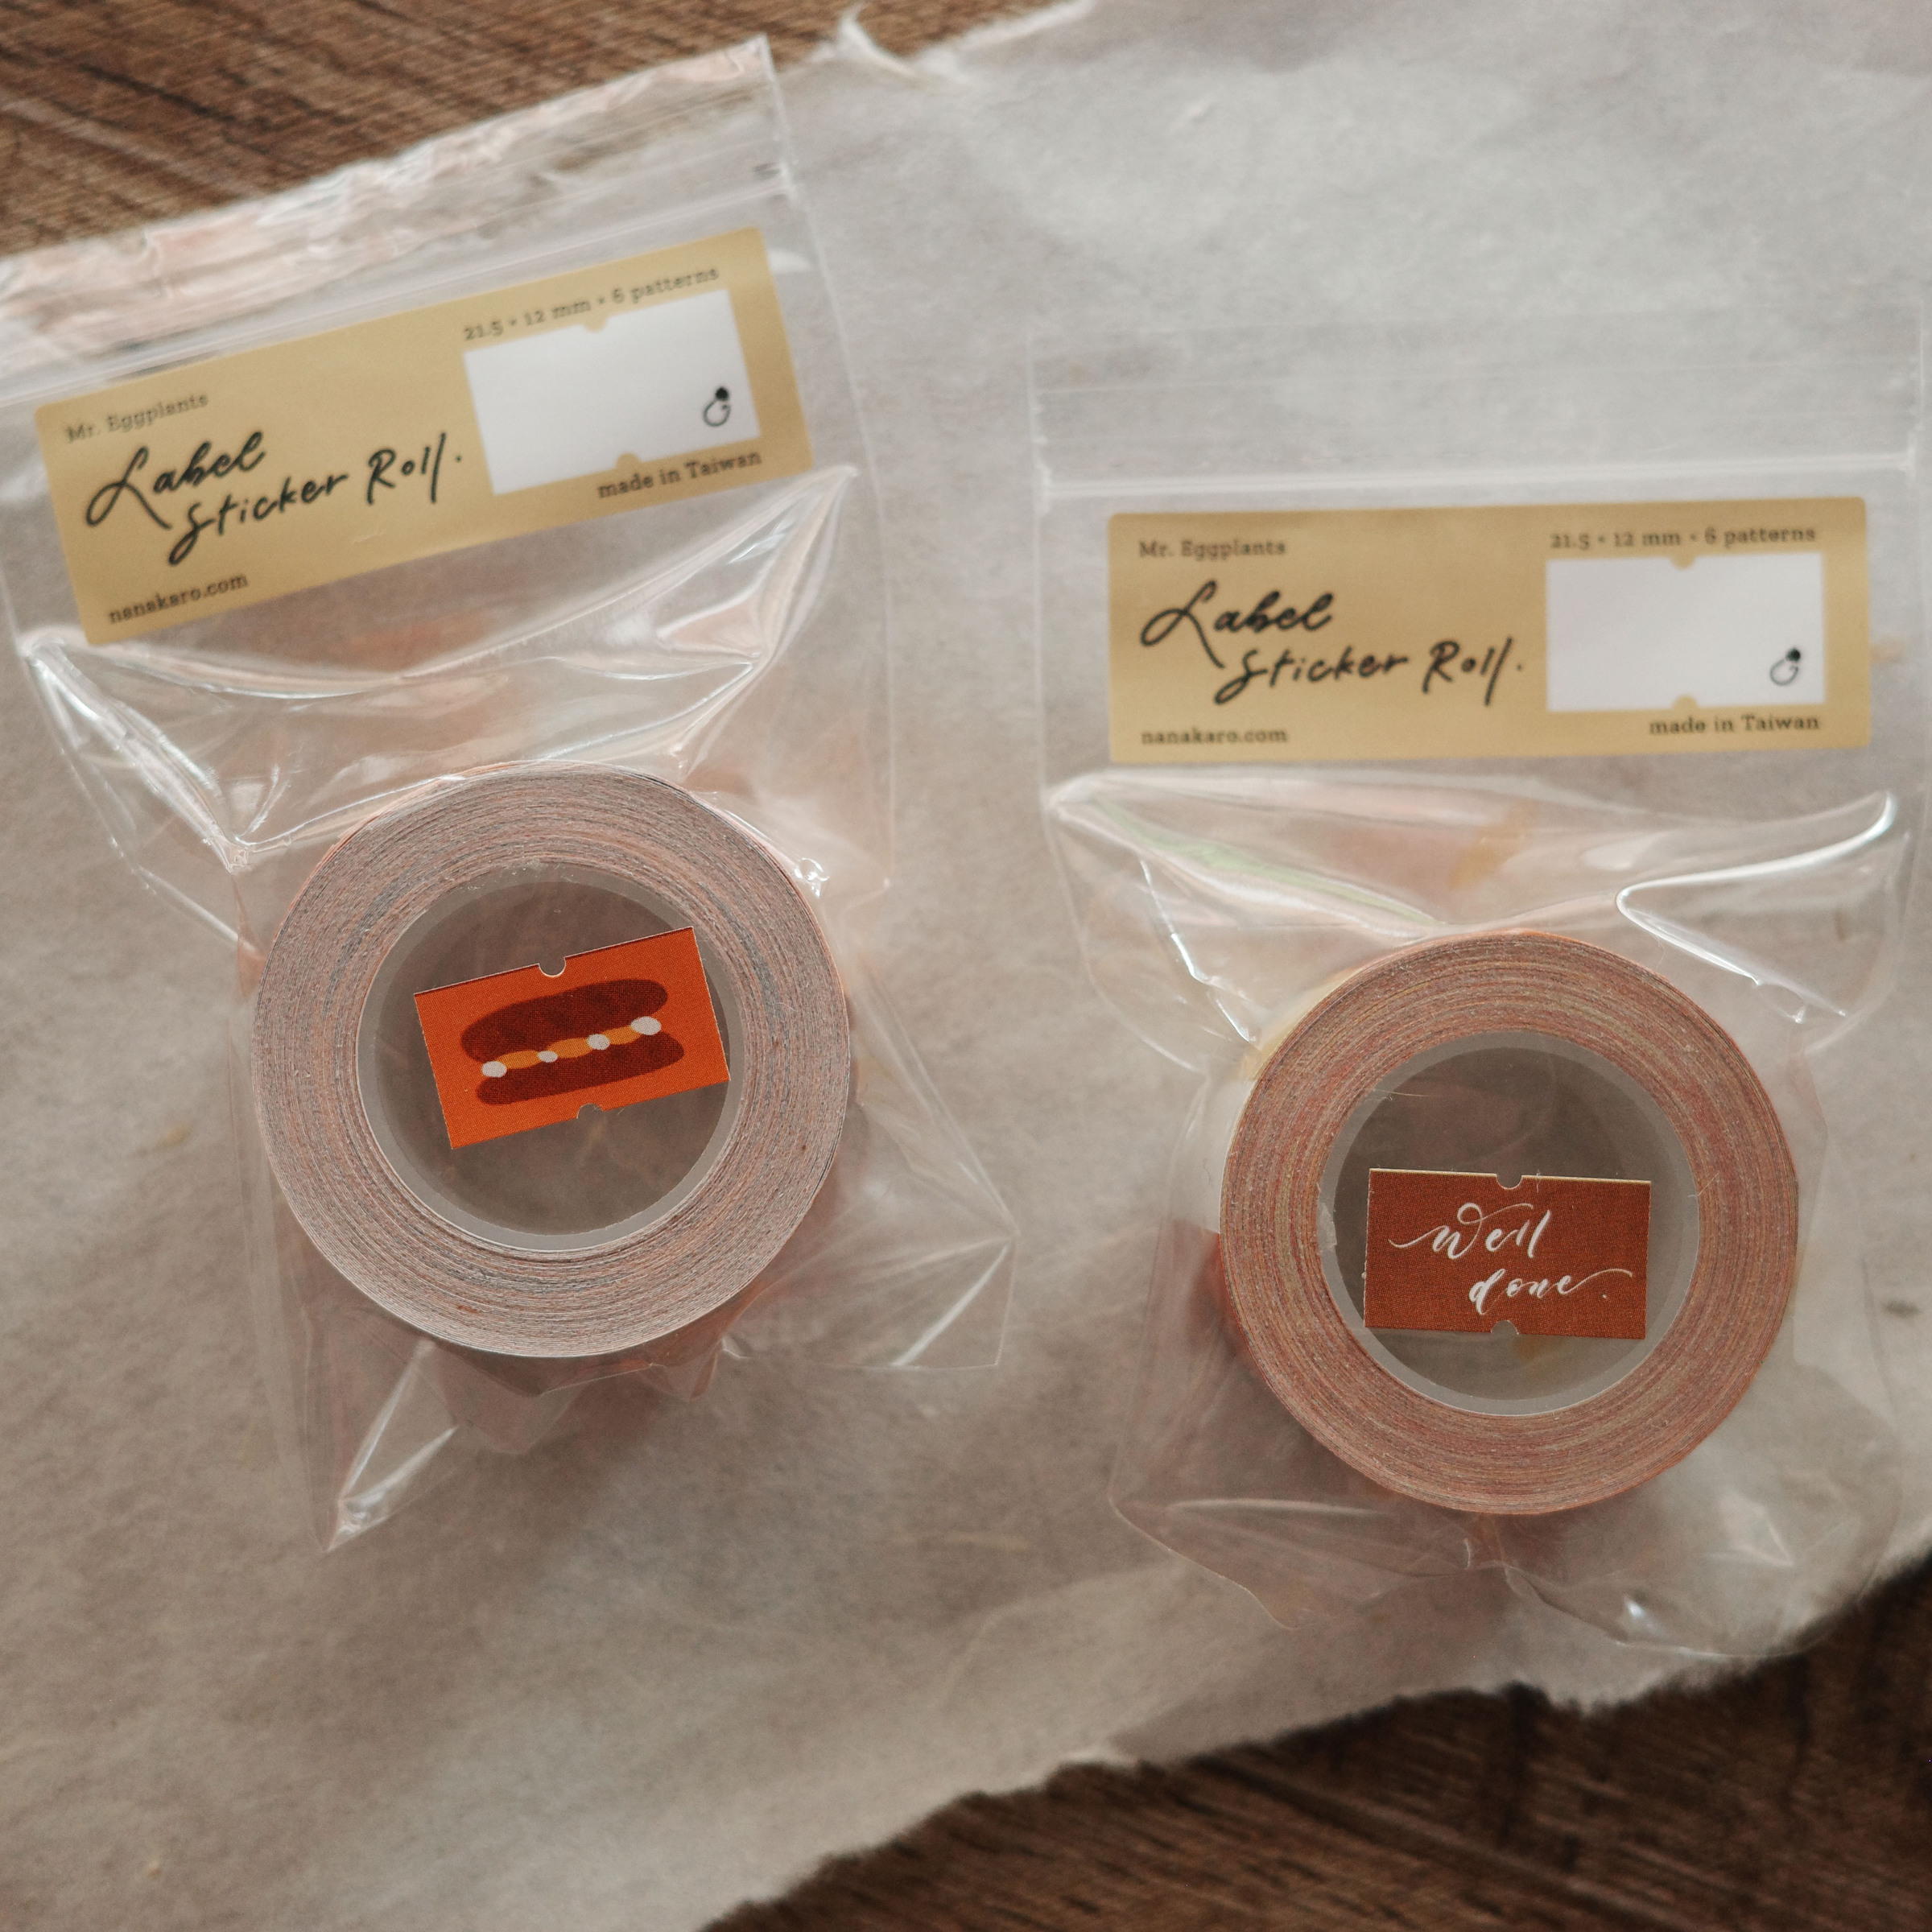 Mr. Eggplants
Label
Sticker Roll.
nanakaro.com
21.5 × 12 mm × 6 patterns
made in Taiwan
Mr. Eggplants
Label
Sticker Roll.
nanakaro.com
21.5 × 12 mm × 6 patterns
made in Taiwan
Well
done.